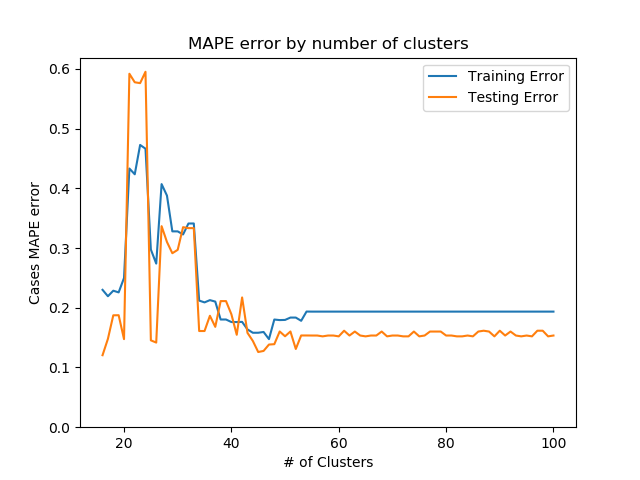 MAPE error by number of clusters
Training Error
Testing Error
Cases MAPE error
0.6
0.5
0.4
0.3
0.2
0.1
0.0
20 40 60 80 100
# of Clusters